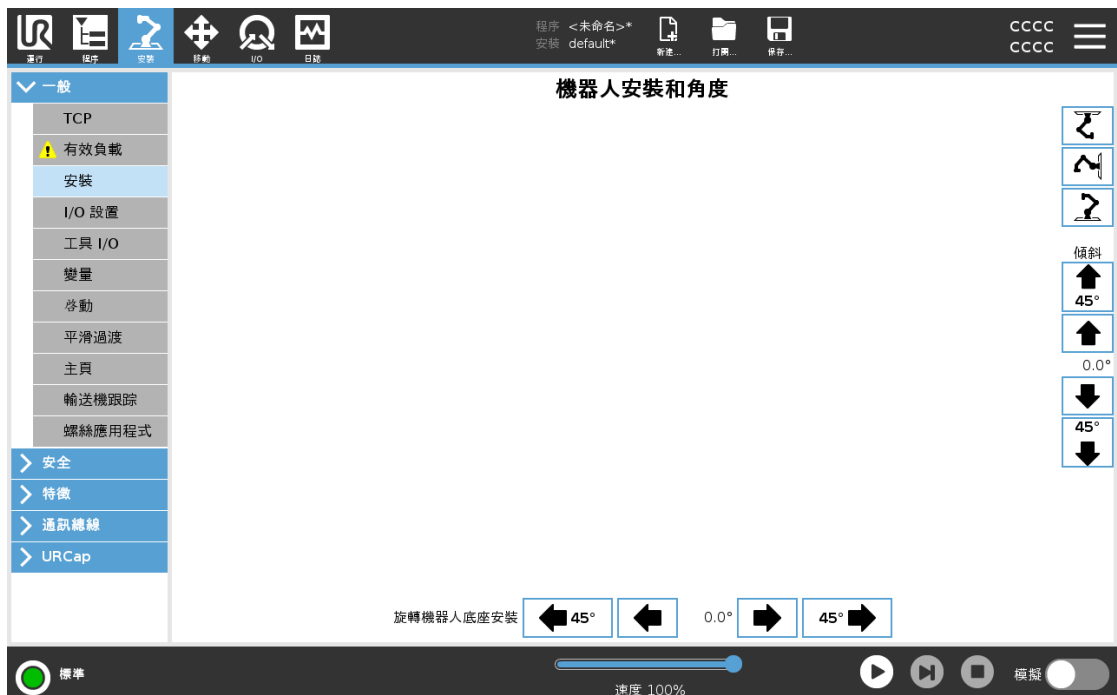 程序 <未命名>*
安裝 default*
CCCC
CCCC
運行
程序
安裝
移動
I/O
日誌
新建...
打開...
保存...
一般
TCP
有效負載
安裝
I/O 設置
工具 I/O
變量
啓動
平滑過渡
主頁
輸送機跟踪
螺絲應用程式
安全
特徵
通訊總線
URCap
機器人安裝和角度
傾斜
45°
0.0°
45°
旋轉機器人底座安裝
45°
0.0°
45°
標準
速度 100%
模擬